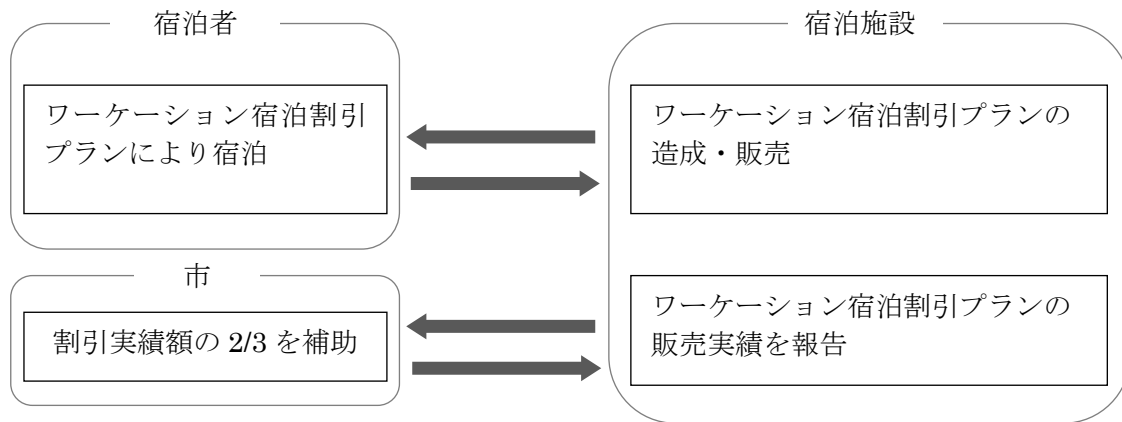 宿泊者
宿泊施設
ワーケーション宿泊割引
プランにより宿泊
ワーケーション宿泊割引プランの
造成・販売
市
割引実績額の 2/3 を補助
ワーケーション宿泊割引プランの
販売実績を報告